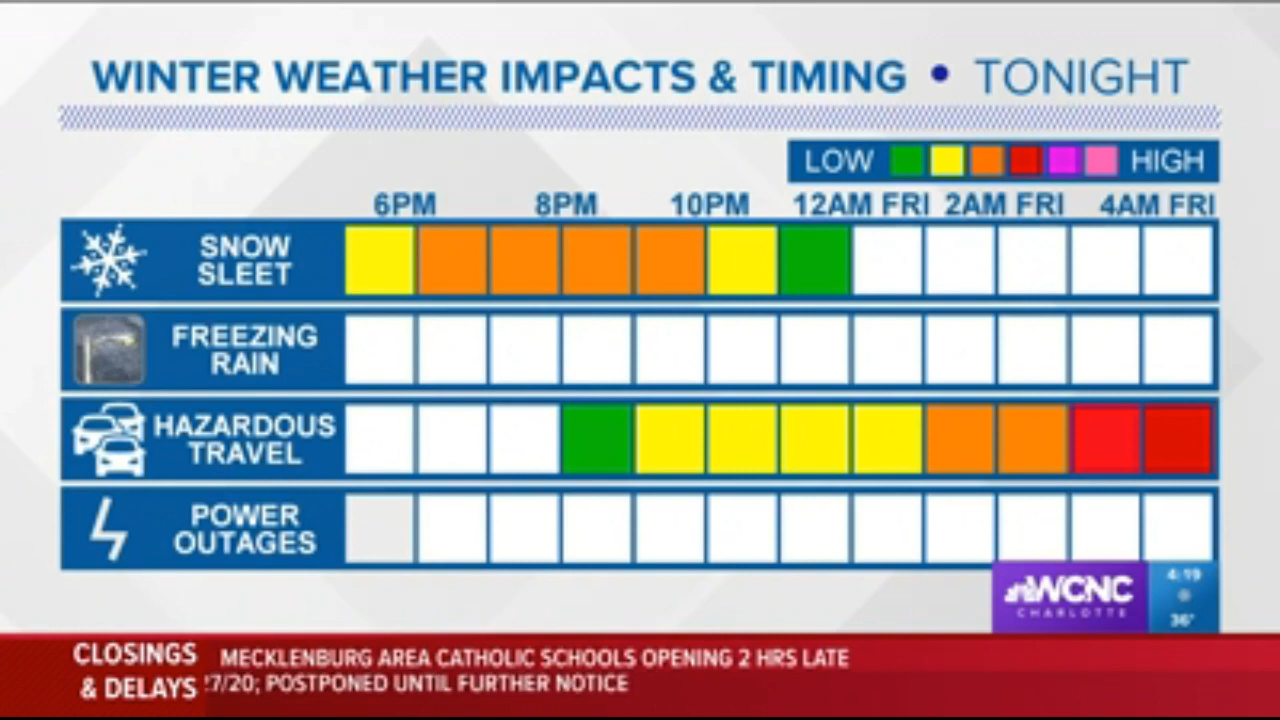 WINTER WEATHER IMPACTS & TIMING • TONIGHT
LOW HIGH
6PM 8PM 10PM 12AM FRI 2AM FRI 4AM FRI
SNOW
SLEET
FREEZING
RAIN
HAZARDOUS
TRAVEL
POWER
OUTAGES
WCNC
CHARLOTTE
4:19
36°
CLOSINGS
& DELAYS
MECKLENBURG AREA CATHOLIC SCHOOLS OPENING 2 HRS LATE
7/20; POSTPONED UNTIL FURTHER NOTICE